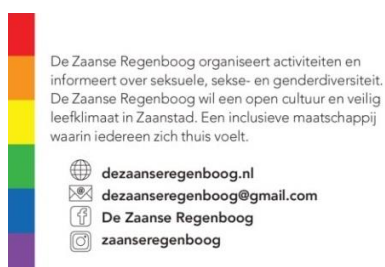 De Zaanse Regenboog organiseert activiteiten en
informeert over seksuele, sekse- en genderdiversiteit.
De Zaanse Regenboog wil een open cultuur en veilig
leefklimaat in Zaanstad. Een inclusieve maatschappij
waarin iedereen zich thuis voelt.
dezaanseregenboog.nl
dezaanseregenboog@gmail.com
De Zaanse Regenboog
zaanseregenboog